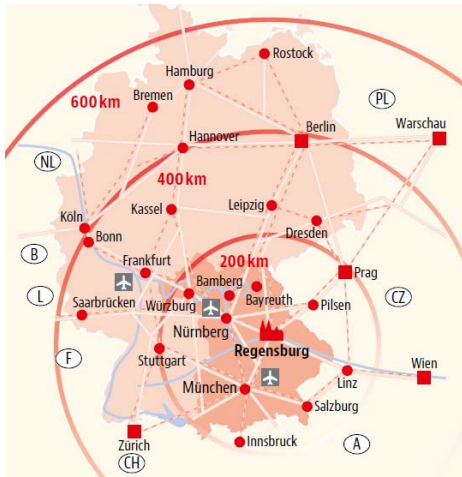 Rostock
Hamburg
600 km
Bremen
PL
Berlin
Warschau
Hannover
NL
400 km
Kassel
Leipzig
Köln
Bonn
Dresden
B
Frankfurt
200 km
Prag
Bamberg
L
Bayreuth
CZ
Saarbrücken
Würzburg
Pilsen
Nürnberg
F
Regensburg
Stuttgart
Wien
München
Linz
Salzburg
Zürich
Innsbruck
A
CH